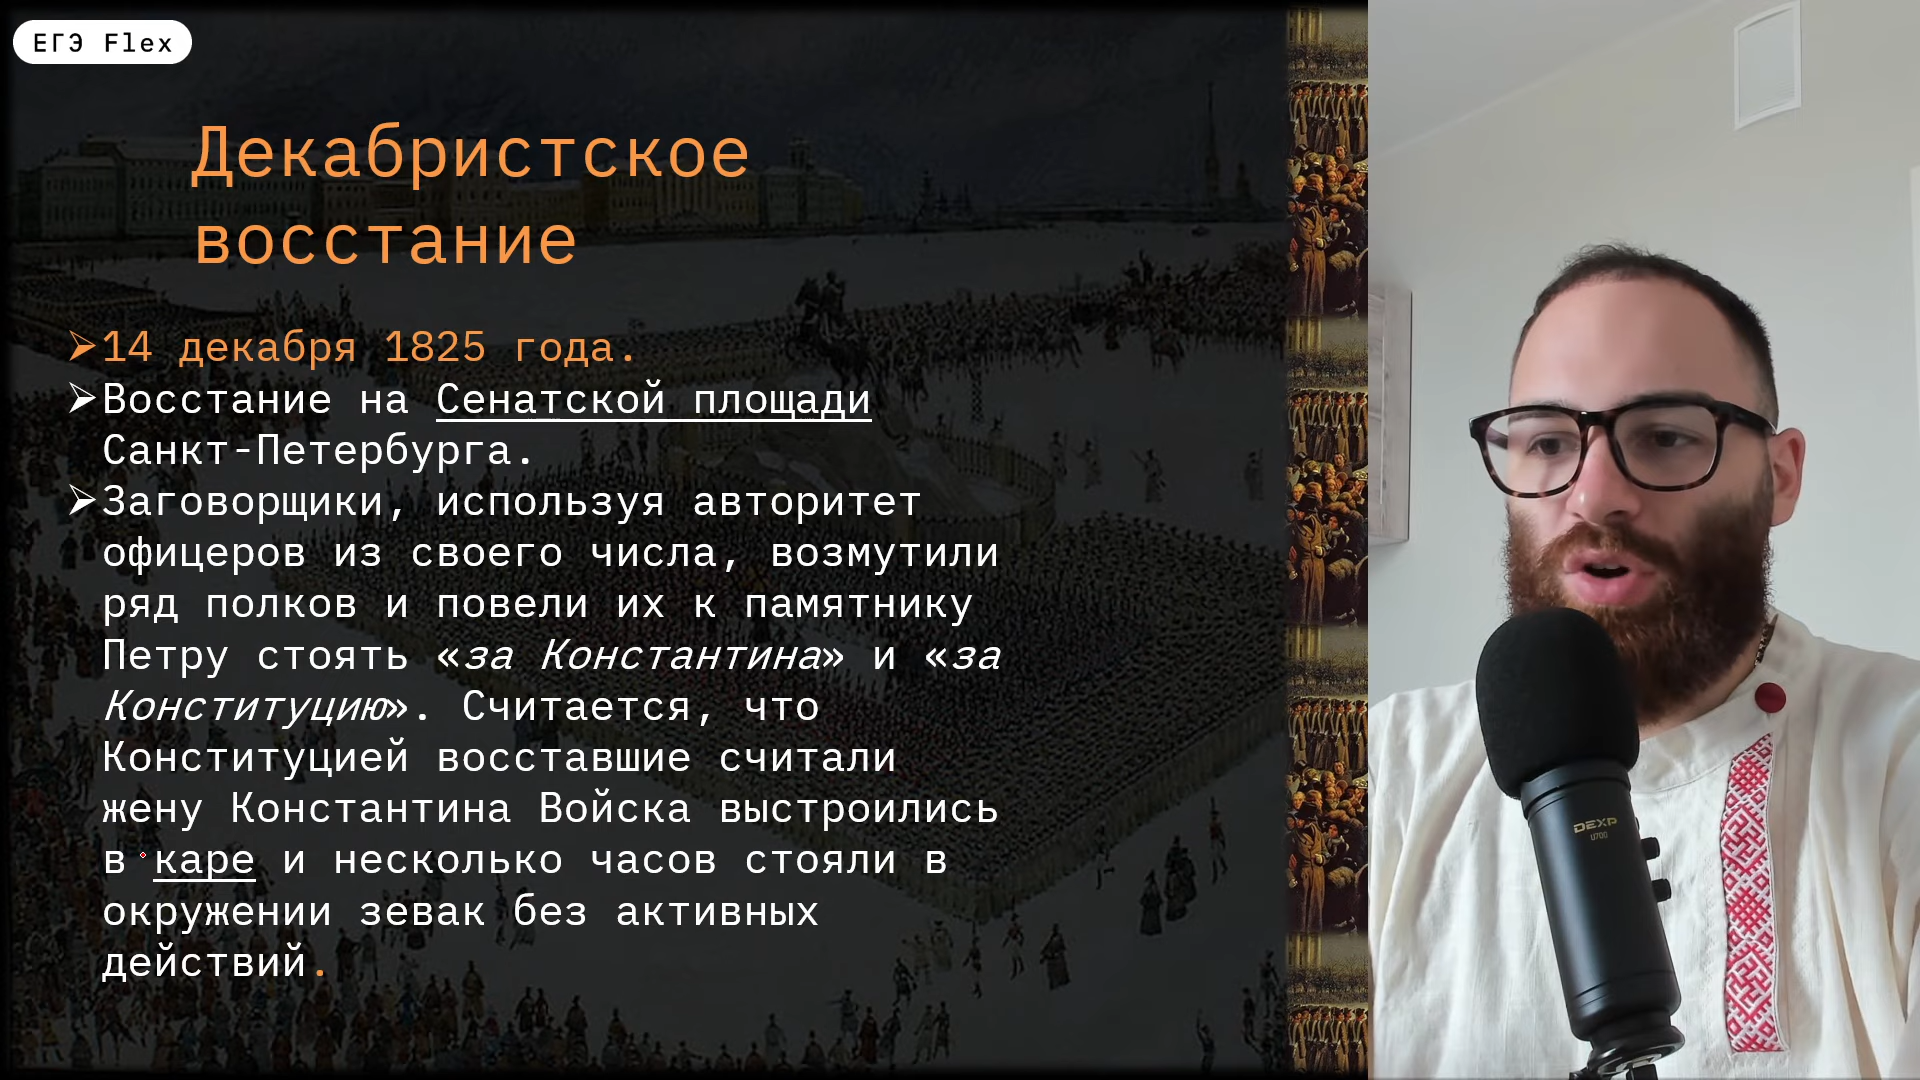 ЕГЭ Flex
Декабристское
восстание
➢14 декабря 1825 года.
➢Восстание на Сенатской площади
Санкт-Петербурга.
➢Заговорщики, используя авторитет
офицеров из своего числа, возмутили
ряд полков и повели их к памятнику
Петру стоять «за Константина» и «за
Конституцию». Считается, что
Конституцией восставшие считали
жену Константина Войска выстроились
в каре и несколько часов стояли в
окружении зевак без активных
действий.
DEXP
U700